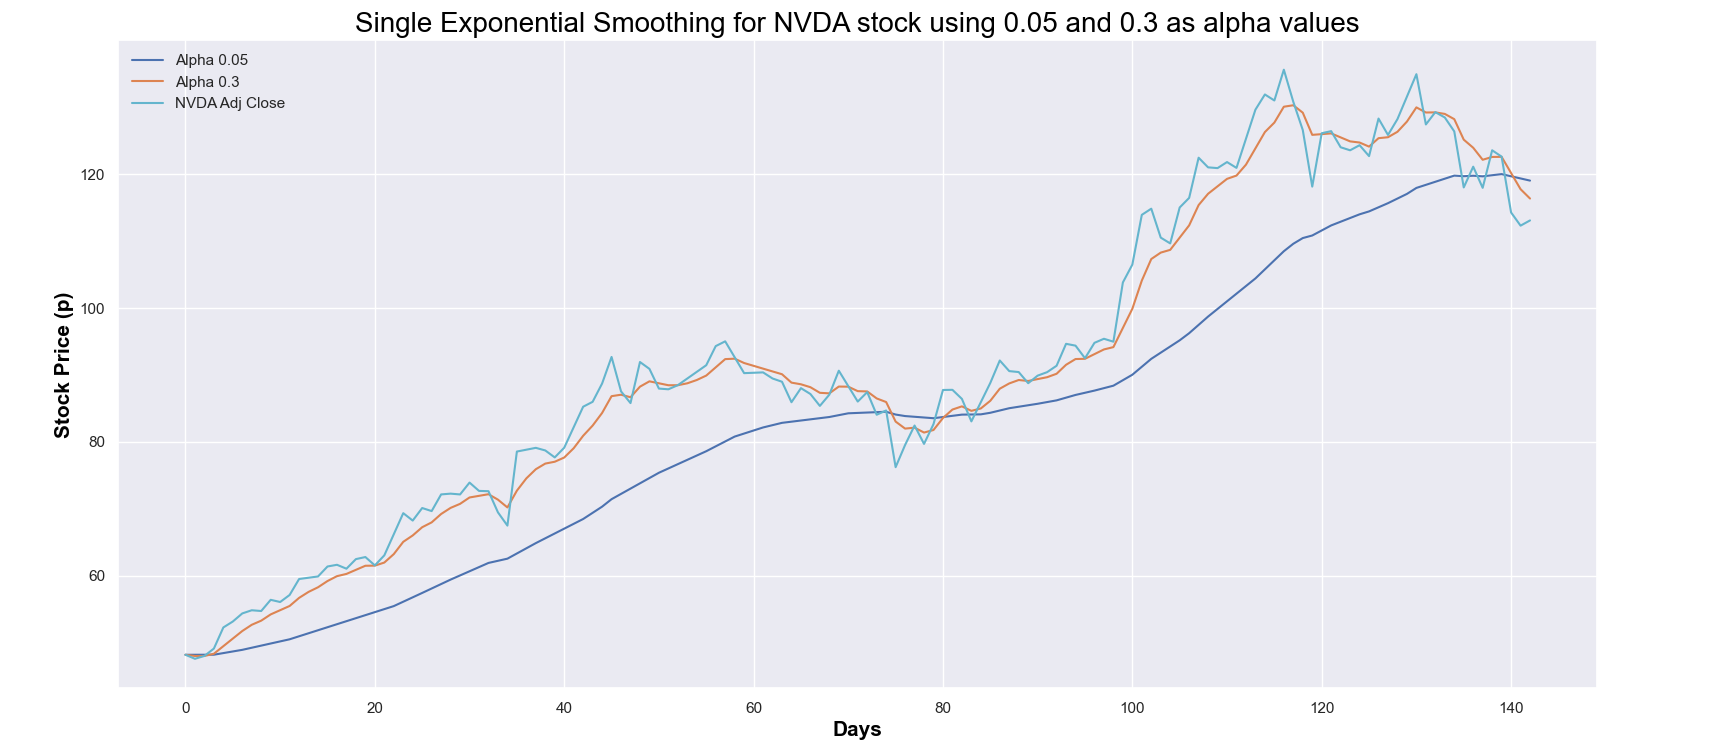 Single Exponential Smoothing for NVDA stock using 0.05 and 0.3 as alpha values
Alpha 0.05
Alpha 0.3
NVDA Adj Close
Stock Price (p)
120
100
80
60
0 20 40 60 80 100 120 140
Days